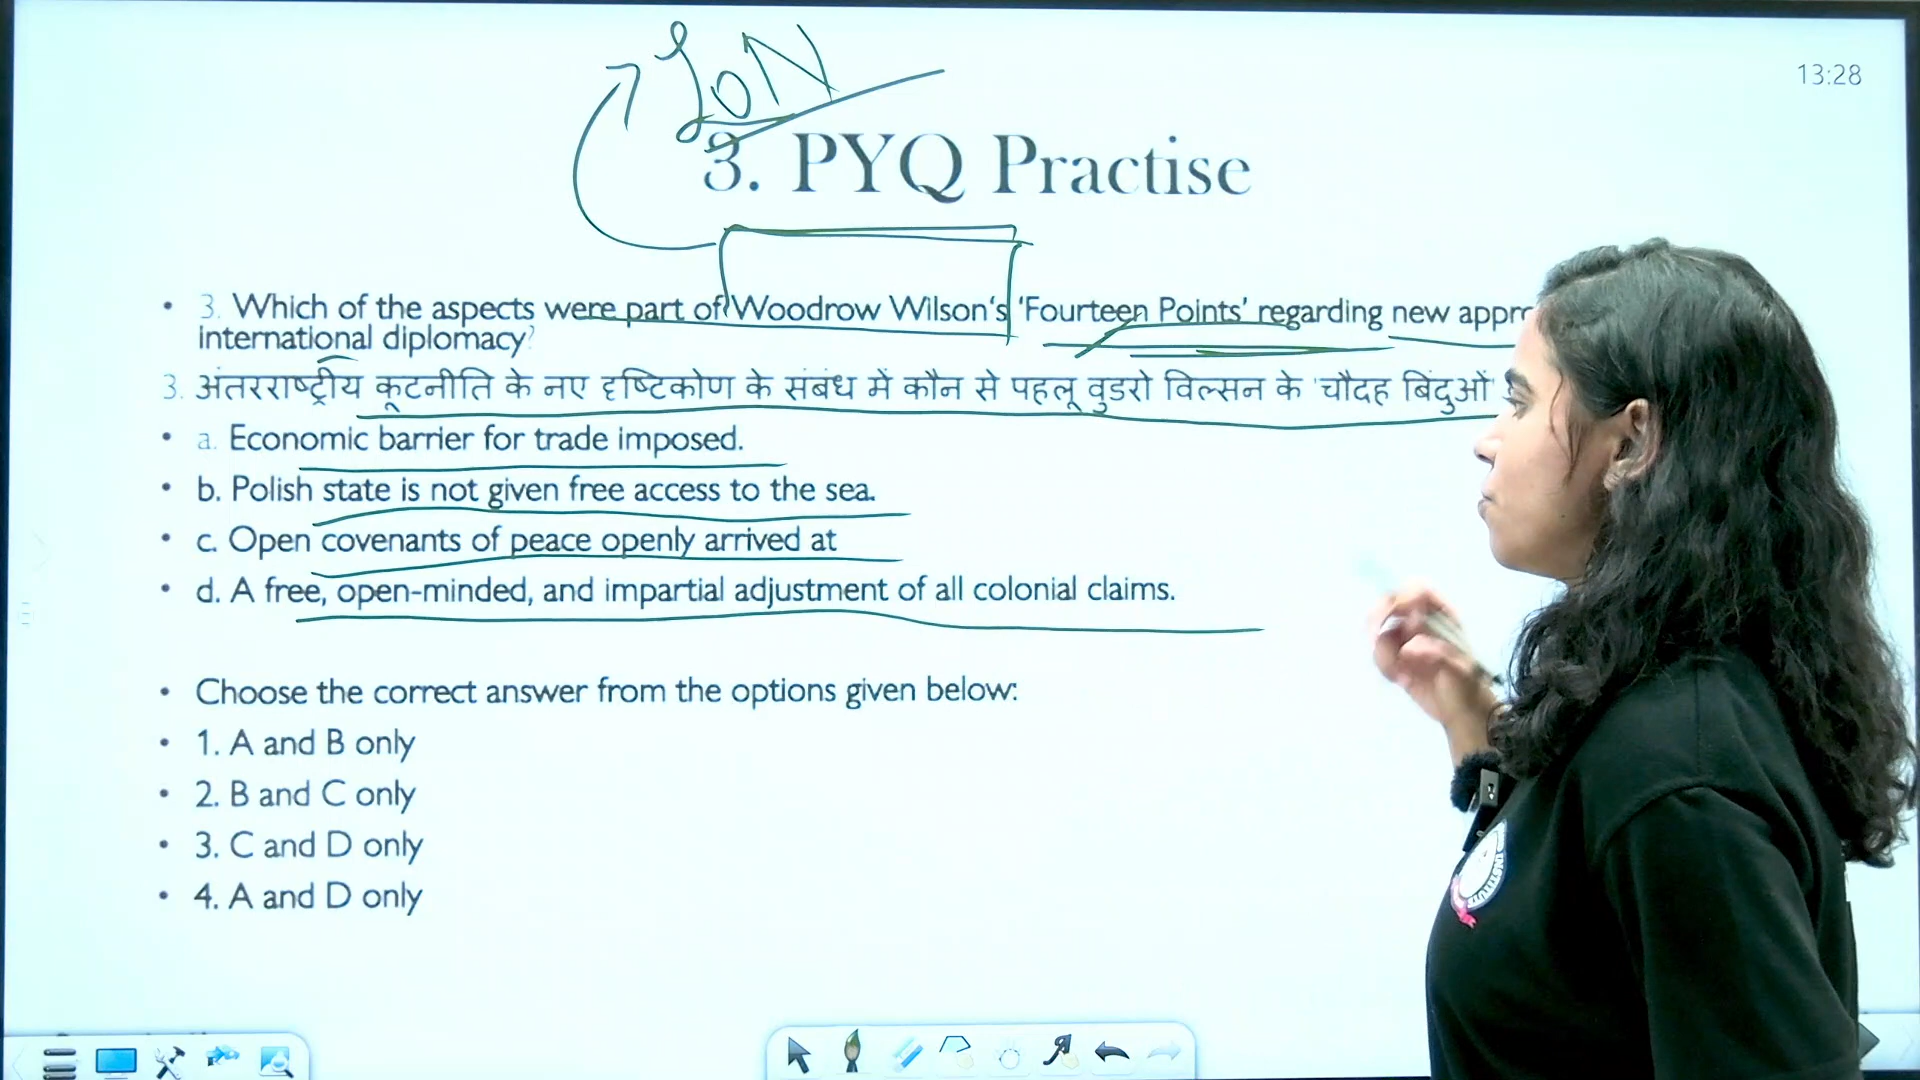 LoN
13:28
3. PYQ Practise
• 3. Which of the aspects were part of Woodrow Wilson's 'Fourteen Points' regarding new
international diplomacy?
3. अंतरराष्ट्रीय कूटनीति के नए दृष्टिकोण के संबंध में कौन से पहलू वुडरो विल्सन के 'चौदह बिंदुओं'
• a. Economic barrier for trade imposed.
• b. Polish state is not given free access to the sea.
• c. Open covenants of peace openly arrived at
• d. A free, open-minded, and impartial adjustment of all colonial claims.
• Choose the correct answer from the options given below:
• 1. A and B only
• 2. B and C only
• 3. C and D only
• 4. A and D only